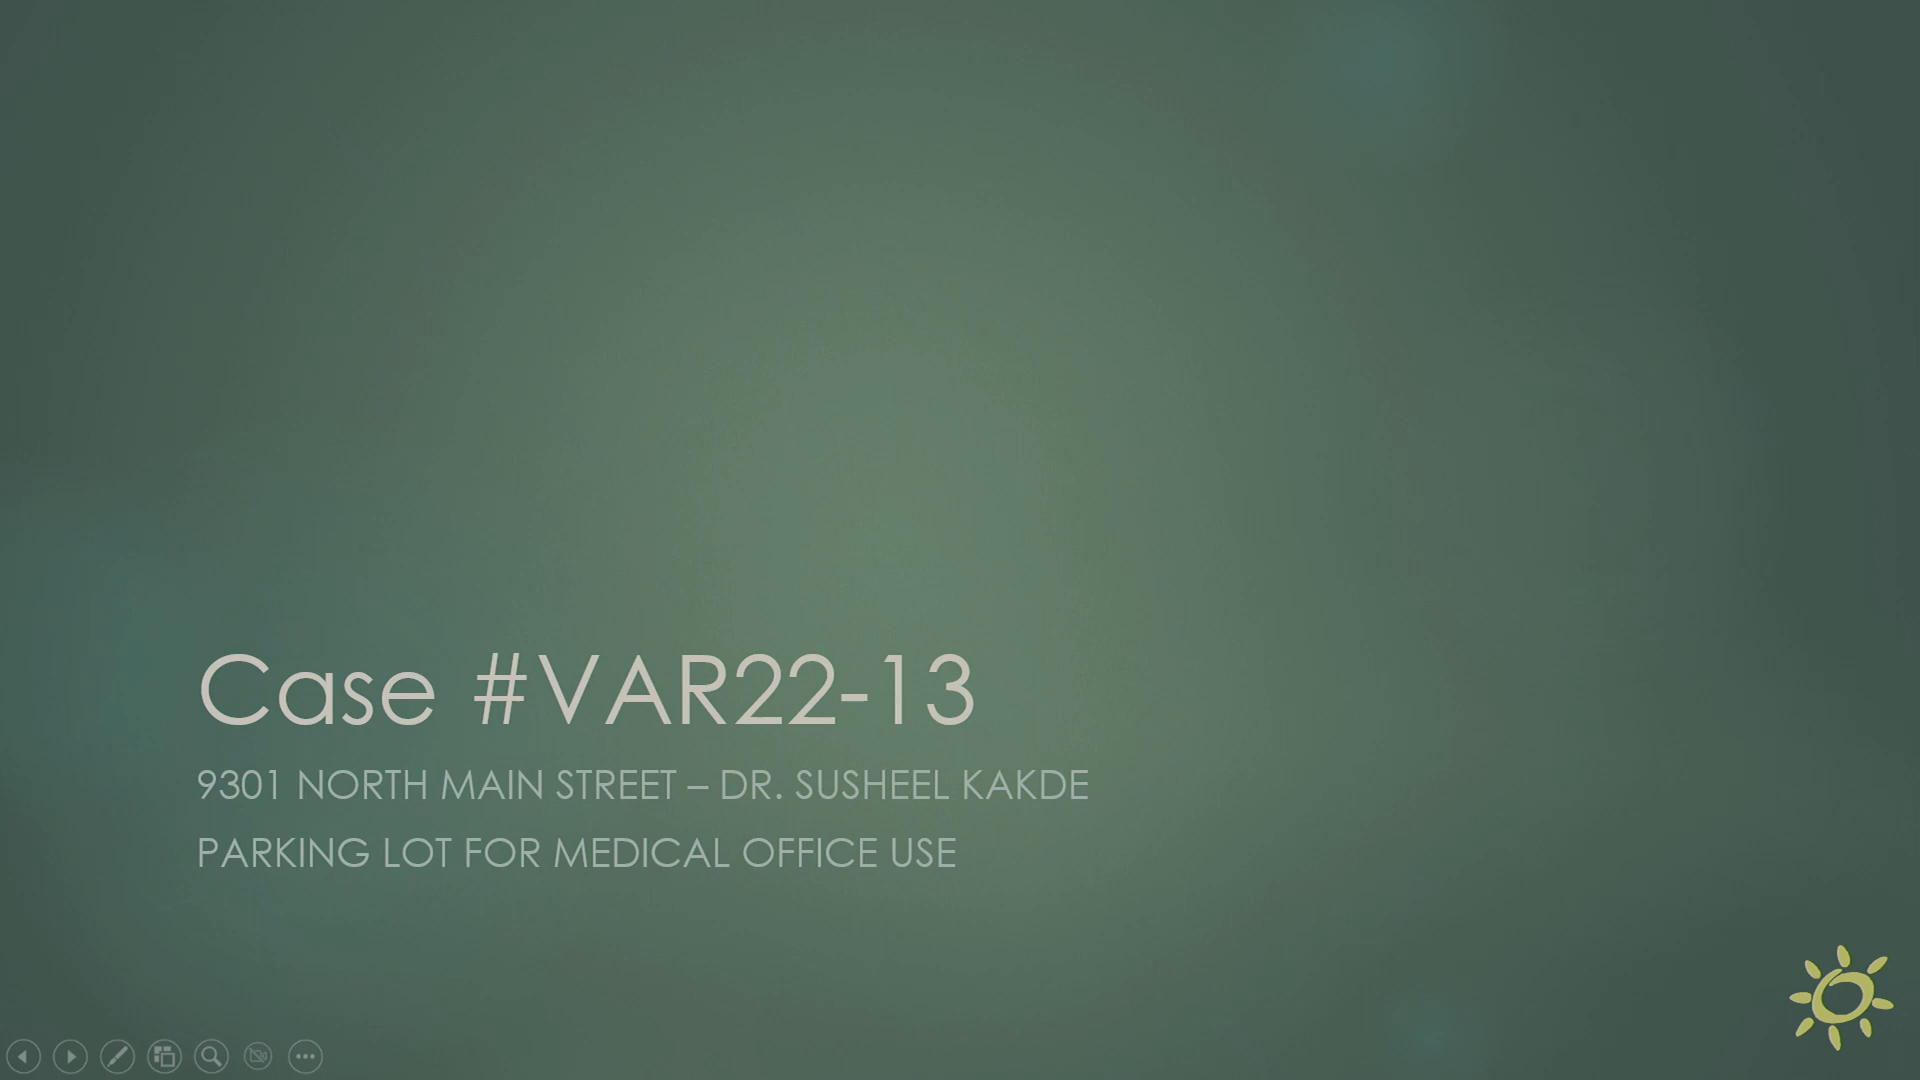 Case #VAR22-13
9301 NORTH MAIN STREET – DR. SUSHEEL KAKDE
PARKING LOT FOR MEDICAL OFFICE USE